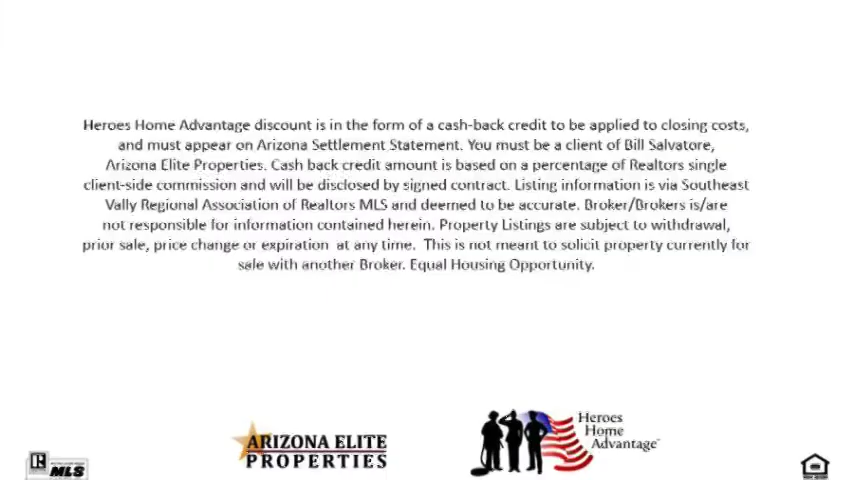 Heroes Home Advantage discount is in the form of a cash-back credit to be applied to closing costs,
and must appear on Arizona Settlement Statement. You must be a client of Bill Salvatore,
Arizona Elite Properties. Cash back credit amount is based on a percentage of Realtors single
client-side commission and will be disclosed by signed contract. Listing information is via Southeast
Vally Regional Association of Realtors MLS and deemed to be accurate. Broker/Brokers is/are
not responsible for information contained herein. Property Listings are subject to withdrawal,
prior sale, price change or expiration at any time. This is not meant to solicit property currently for
sale with another Broker. Equal Housing Opportunity.
Heroes
Home
Advantage™
ARIZONA ELITE
PROPERTIES
R
MLS